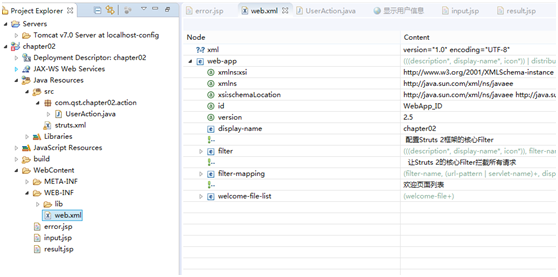 Project Explorer
Servers
Tomcat v7.0 Server at localhost-config
chapter02
Deployment Descriptor: chapter02
JAX-WS Web Services
Java Resources
src
com.qst.chapter02.action
UserAction.java
struts.xml
Libraries
JavaScript Resources
build
WebContent
META-INF
WEB-INF
lib
web.xml
error.jsp
input.jsp
result.jsp
error.jsp web.xml UserAction.java 显示用户信息 input.jsp result.jsp
Node Content
xml version="1.0" encoding="UTF-8"
web-app (((description*, display-name*, icon*)) | distribut
xmlns:xsi http://www.w3.org/2001/XMLSchema-instance
xmlns http://java.sun.com/xml/ns/javaee
xsi:schemaLocation http://java.sun.com/xml/ns/javaee http://java.s
id WebApp_ID
version 2.5
display-name chapter02
配置Struts 2框架的核心Filter
filter (((description*, display-name*, icon*)), filter-nam
让Struts 2的核心Filter拦截所有请求
filter-mapping (filter-name, (url-pattern | servlet-name)+, disp
欢迎页面列表
welcome-file-list (welcome-file+)